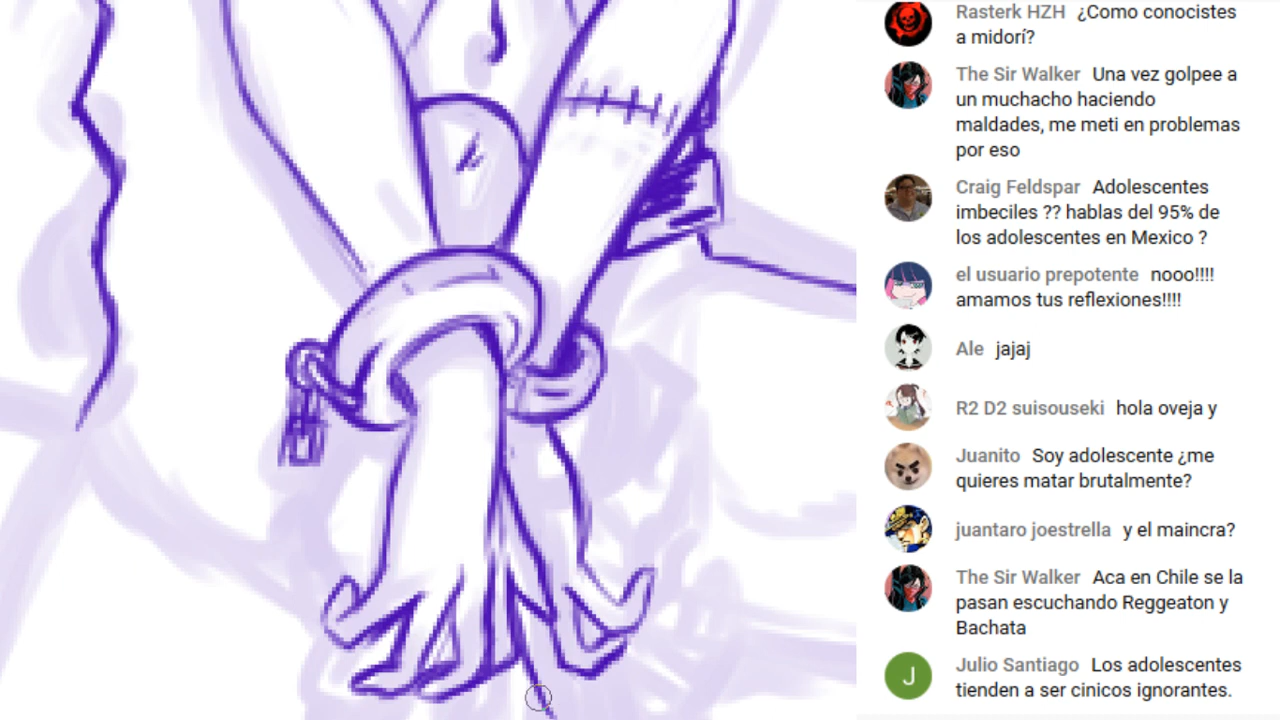 Rasterk HZH ¿Como conocistes
a midorí?
The Sir Walker Una vez golpee a
un muchacho haciendo
maldades, me meti en problemas
por eso
Craig Feldspar Adolescentes
imbeciles ?? hablas del 95% de
los adolescentes en Mexico ?
el usuario prepotente nooo!!!!
amamos tus reflexiones!!!!
Ale jajaj
R2 D2 suisouseki hola oveja y
Juanito Soy adolescente ¿me
quieres matar brutalmente?
juantaro joestrella y el maincra?
The Sir Walker Aca en Chile se la
pasan escuchando Reggeaton y
Bachata
J Julio Santiago Los adolescentes
tienden a ser cinicos ignorantes.